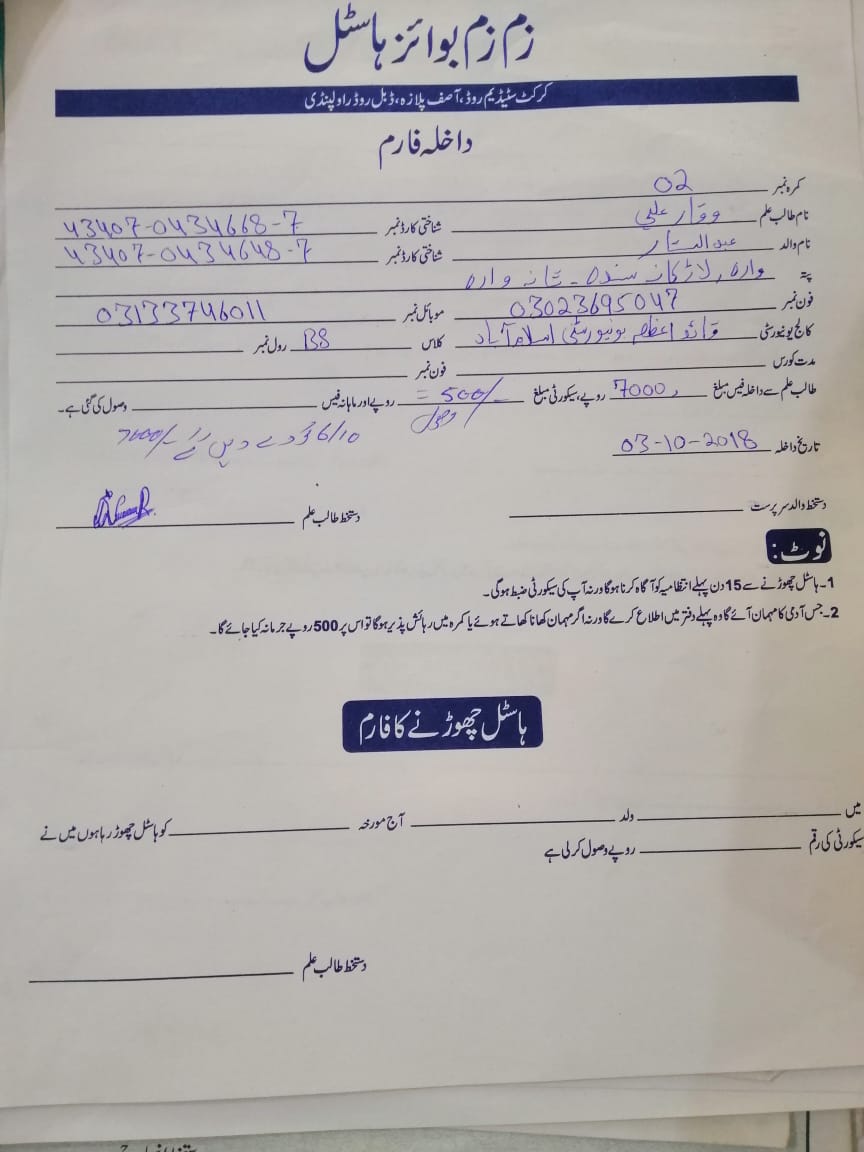 زم زم بوائز ہاسٹل
کرکٹ سٹیڈیم روڈ، آصف پلازہ، ڈبل روڈ راولپنڈی
داخلہ فارم
کمرہ نمبر 02
نام طالب علم وقار علی شناختی کارڈ نمبر 43407-0434668-7
نام والد عبدالستار شناختی کارڈ نمبر 43407-0434648-7
پتہ وارہ لاڑکانہ سندھ - تانہ وارہ
فون نمبر 03023695047 موبائل نمبر 03133746011
کالج یونیورسٹی قائد اعظم یونیورسٹی اسلام آباد کلاس BS رول نمبر
مدت کورس فون نمبر
طالب علم سے داخلہ فیس مبلغ 7000 روپے، سیکورٹی مبلغ 500/- = روپے اور ماہانہ فیس وصول کی گئی ہے۔
وصول
6/10 کو دے دیں گے 7000/-
تاریخ داخلہ 03-10-2018
دستخط والد سرپرست دستخط طالب علم
نوٹ:
1- ہاسٹل چھوڑنے سے 15 دن پہلے انتظامیہ کو آگاہ کرنا ہوگا ورنہ آپ کی سیکورٹی ضبط ہوگی۔
2- جس آدمی کا مہمان آئے گا وہ پہلے دفتر میں اطلاع کرے گا ورنہ اگر مہمان کھانا کھاتے ہوئے یا کمرہ میں رہائش پذیر ہوگا تو اس پر 500 روپے جرمانہ کیا جائے گا۔
ہاسٹل چھوڑنے کا فارم
میں ولد آج مورخہ کو ہاسٹل چھوڑ رہا ہوں میں نے
سیکورٹی کی رقم روپے وصول کر لی ہے
دستخط طالب علم